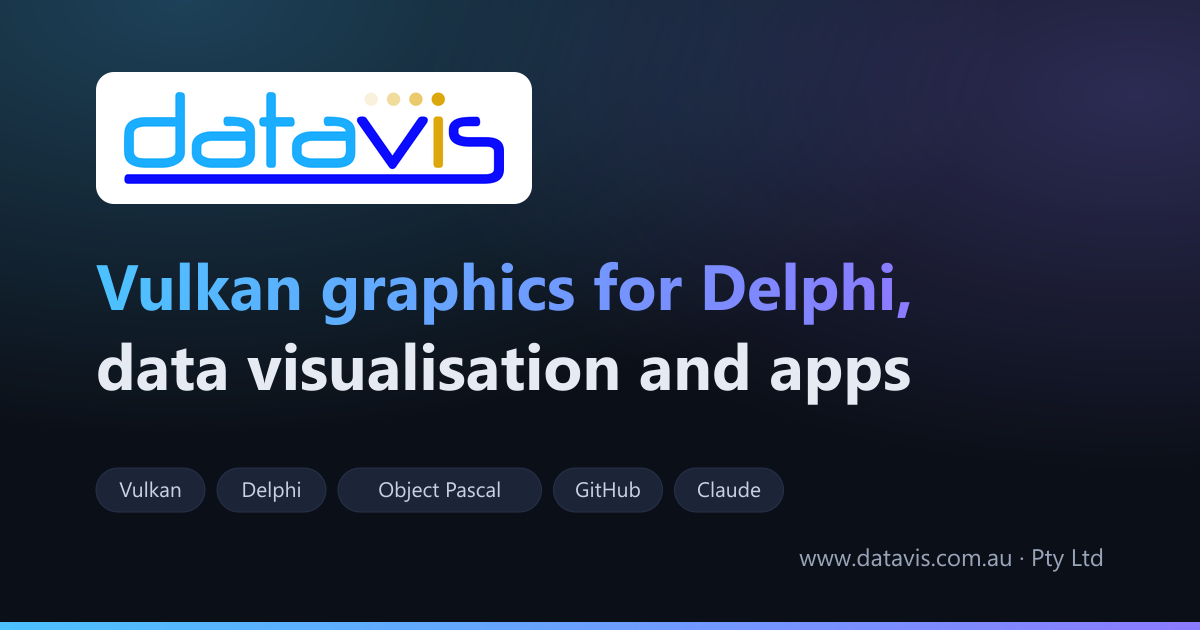 datavis
Vulkan graphics for Delphi,
data visualisation and apps
Vulkan Delphi Object Pascal GitHub Claude
www.datavis.com.au · Pty Ltd